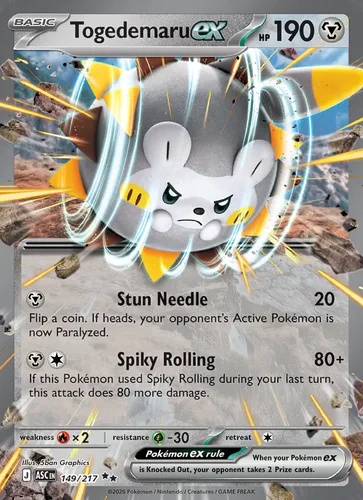 BASIC
Togedemaru ex
HP 190
Stun Needle 20
Flip a coin. If heads, your opponent's Active Pokémon is
now Paralyzed.
Spiky Rolling 80+
If this Pokémon used Spiky Rolling during your last turn,
this attack does 80 more damage.
weakness ×2 resistance -30 retreat
Pokémon ex rule
When your Pokémon ex
is Knocked Out, your opponent takes 2 Prize cards.
Illus. 5ban Graphics
J ASC EN 149/217
©2026 Pokémon / Nintendo / Creatures / GAME FREAK